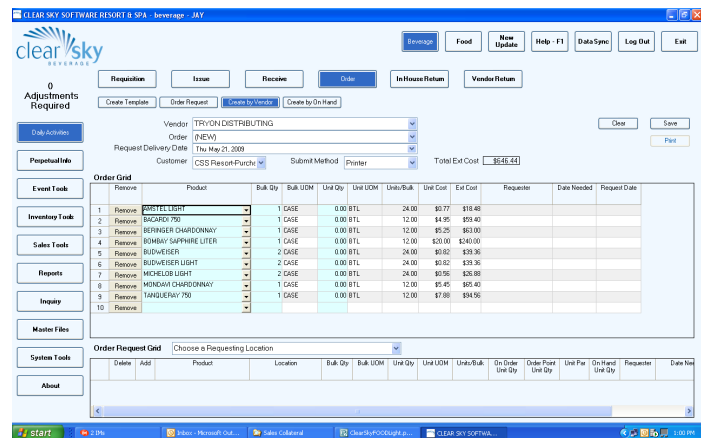 CLEAR SKY SOFTWARE RESORT & SPA - beverage - JAY
clear sky
BEVERAGE
Beverage Food New Update Help - F1 Data Sync Log Out Exit
0
Adjustments
Required
Requisition Issue Receive Order In House Return Vendor Return
Create Template Order Request Create by Vendor Create by On Hand
Daily Activities
Perpetual Info
Event Tools
Inventory Tools
Sales Tools
Reports
Inquiry
Master Files
System Tools
About
Vendor TRYON DISTRIBUTING Clear Save
Order (NEW) Print
Request Delivery Date Thu May 21, 2009
Customer CSS Resort-Purcha Submit Method Printer Total Ext Cost $646.44
Order Grid
Remove Product Bulk Qty Bulk UOM Unit Qty Unit UOM Units/Bulk Unit Cost Ext Cost Requester Date Needed Request Date
1 Remove AMSTEL LIGHT 1 CASE 0.00 BTL 24.00 $0.77 $18.48
2 Remove BACARDI 750 1 CASE 0.00 BTL 12.00 $4.95 $59.40
3 Remove BERINGER CHARDONNAY 1 CASE 0.00 BTL 12.00 $5.25 $63.00
4 Remove BOMBAY SAPPHIRE LITER 1 CASE 0.00 BTL 12.00 $20.00 $240.00
5 Remove BUDWEISER 2 CASE 0.00 BTL 24.00 $0.82 $39.36
6 Remove BUDWEISER LIGHT 2 CASE 0.00 BTL 24.00 $0.82 $39.36
7 Remove MICHELOB LIGHT 2 CASE 0.00 BTL 24.00 $0.56 $26.88
8 Remove MONDAVI CHARDONNAY 1 CASE 0.00 BTL 12.00 $5.45 $65.40
9 Remove TANQUERAY 750 1 CASE 0.00 BTL 12.00 $7.88 $94.56
10 Remove
Order Request Grid Choose a Requesting Location
Delete Add Product Location Bulk Qty Bulk UOM Unit Qty Unit UOM Units/Bulk On Order Unit Qty Order Point Unit Qty Unit Par On Hand Unit Qty Requester Date Nee
start 2 IMs Inbox - Microsoft Out... Sales Collateral ClearSkyFOODLight.p... CLEAR SKY SOFTWA... 1:00 PM